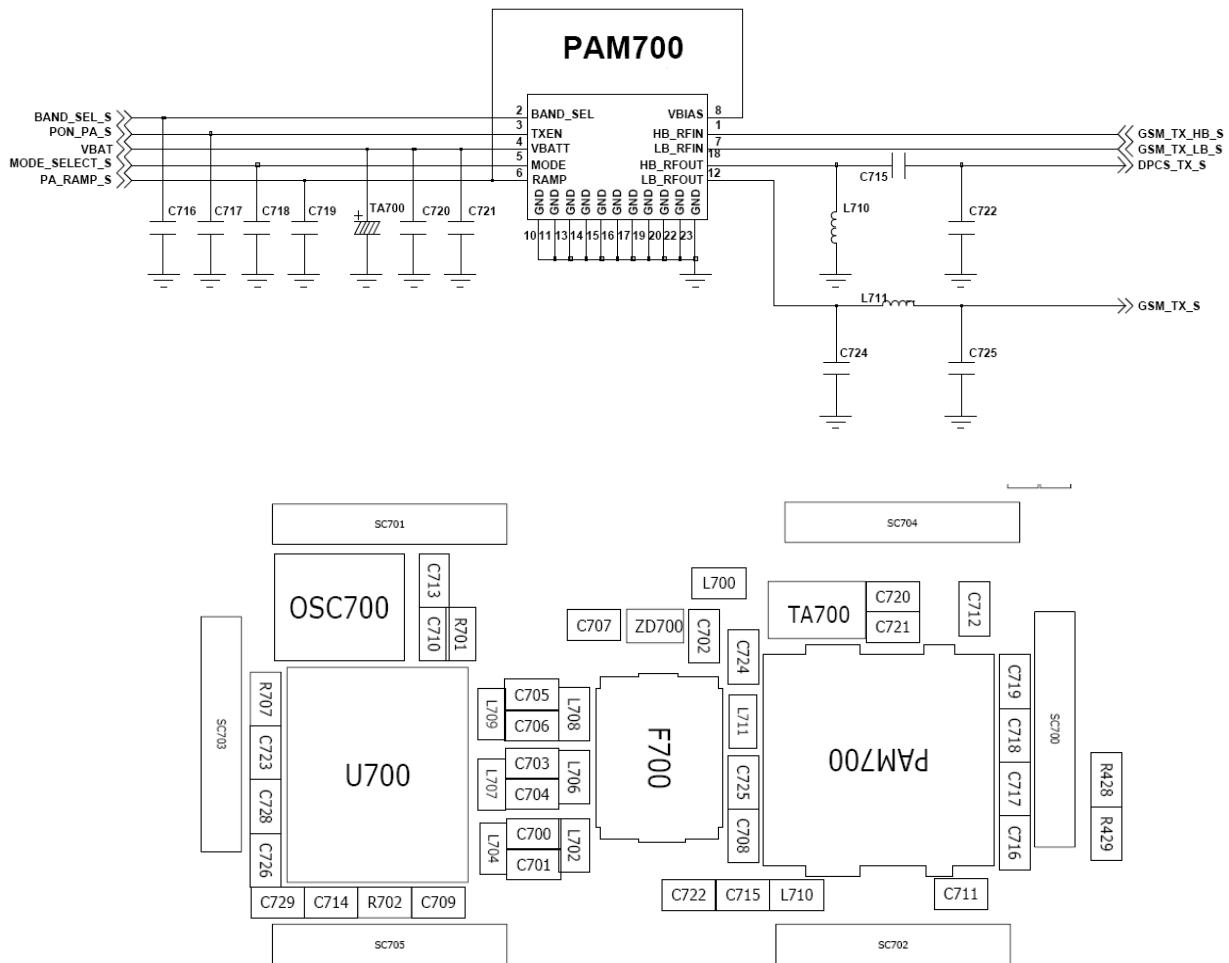 PAM700
BAND_SEL_S
PON_PA_S
VBAT
MODE_SELECT_S
PA_RAMP_S
2 BAND_SEL VBIAS 8
3 TXEN HB_RFIN 1
4 VBATT LB_RFIN 7
5 MODE HB_RFOUT 18
6 RAMP LB_RFOUT 12
GND GND GND GND GND GND GND GND GND GND GND
10 11 13 14 15 16 17 19 20 22 23
GSM_TX_HB_S
GSM_TX_LB_S
DPCS_TX_S
C715
C716 C717 C718 C719 + TA700 C720 C721
L710
C722
L711
GSM_TX_S
C724
C725
SC701
SC704
OSC700
C713
C710
R701
L700
C707
ZD700
C702
TA700
C720
C721
C712
SC703
R707
C723
C728
C726
U700
L709
C705
C706
L708
L707
C703
C704
L706
L704
C700
C701
L702
F700
C724
L711
C725
C708
PAM700
C719
C718
C717
C716
SC700
R428
R429
C729
C714
R702
C709
C722
C715
L710
C711
SC705
SC702